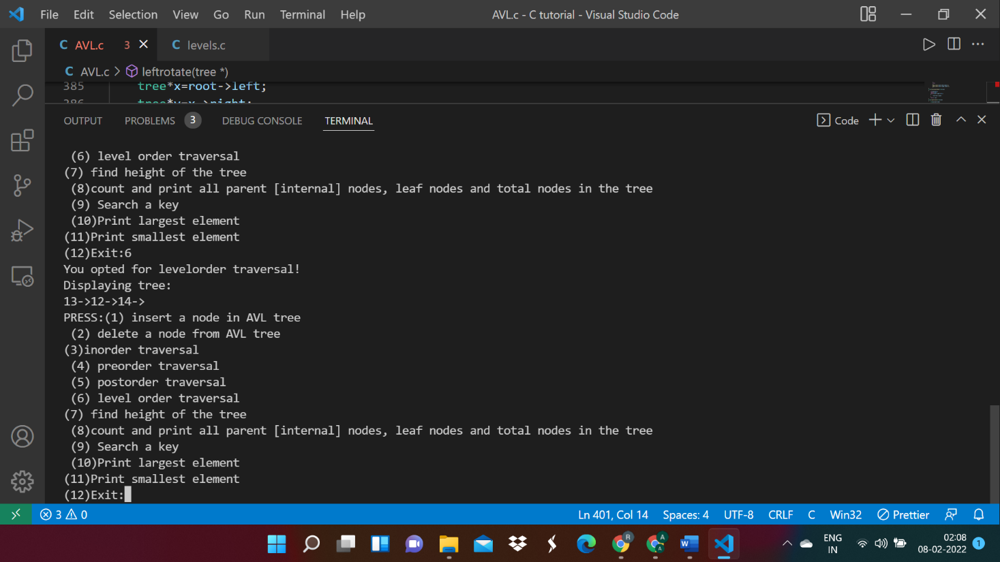 File Edit Selection View Go Run Terminal Help AVL.c - C tutorial - Visual Studio Code
C AVL.c 3 C levels.c
C AVL.c > leftrotate(tree *)
385 tree*x=root->left;
386 tree*y=x->right;
OUTPUT PROBLEMS 3 DEBUG CONSOLE TERMINAL Code
(6) level order traversal
(7) find height of the tree
(8)count and print all parent [internal] nodes, leaf nodes and total nodes in the tree
(9) Search a key
(10)Print largest element
(11)Print smallest element
(12)Exit:6
You opted for levelorder traversal!
Displaying tree:
13->12->14->
PRESS:(1) insert a node in AVL tree
(2) delete a node from AVL tree
(3)inorder traversal
(4) preorder traversal
(5) postorder traversal
(6) level order traversal
(7) find height of the tree
(8)count and print all parent [internal] nodes, leaf nodes and total nodes in the tree
(9) Search a key
(10)Print largest element
(11)Print smallest element
(12)Exit:
3 0 Ln 401, Col 14 Spaces: 4 UTF-8 CRLF C Win32 Prettier
R A A W ENG 02:08
IN 08-02-2022 1